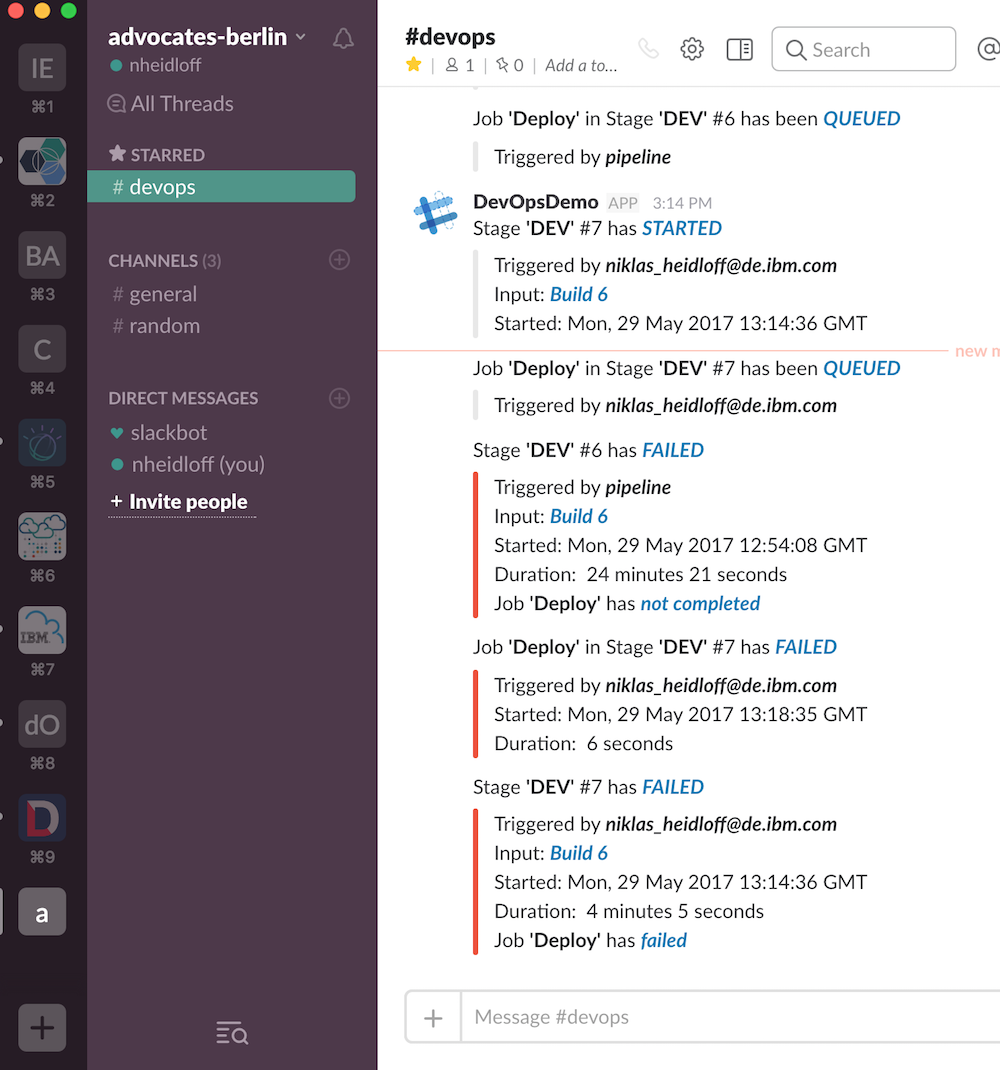 IE
⌘1
⌘2
BA
⌘3
C
⌘4
⌘5
⌘6
IBM
⌘7
dO
⌘8
D
⌘9
a
advocates-berlin
nheidloff
All Threads
STARRED
# devops
CHANNELS (3)
# general
# random
DIRECT MESSAGES
slackbot
nheidloff (you)
+ Invite people
#devops
1 | 0 | Add a to...
Search
@
Job 'Deploy' in Stage 'DEV' #6 has been QUEUED
Triggered by pipeline
DevOpsDemo APP 3:14 PM
Stage 'DEV' #7 has STARTED
Triggered by niklas_heidloff@de.ibm.com
Input: Build 6
Started: Mon, 29 May 2017 13:14:36 GMT
new m
Job 'Deploy' in Stage 'DEV' #7 has been QUEUED
Triggered by niklas_heidloff@de.ibm.com
Stage 'DEV' #6 has FAILED
Triggered by pipeline
Input: Build 6
Started: Mon, 29 May 2017 12:54:08 GMT
Duration: 24 minutes 21 seconds
Job 'Deploy' has not completed
Job 'Deploy' in Stage 'DEV' #7 has FAILED
Triggered by niklas_heidloff@de.ibm.com
Started: Mon, 29 May 2017 13:18:35 GMT
Duration: 6 seconds
Stage 'DEV' #7 has FAILED
Triggered by niklas_heidloff@de.ibm.com
Input: Build 6
Started: Mon, 29 May 2017 13:14:36 GMT
Duration: 4 minutes 5 seconds
Job 'Deploy' has failed
Message #devops